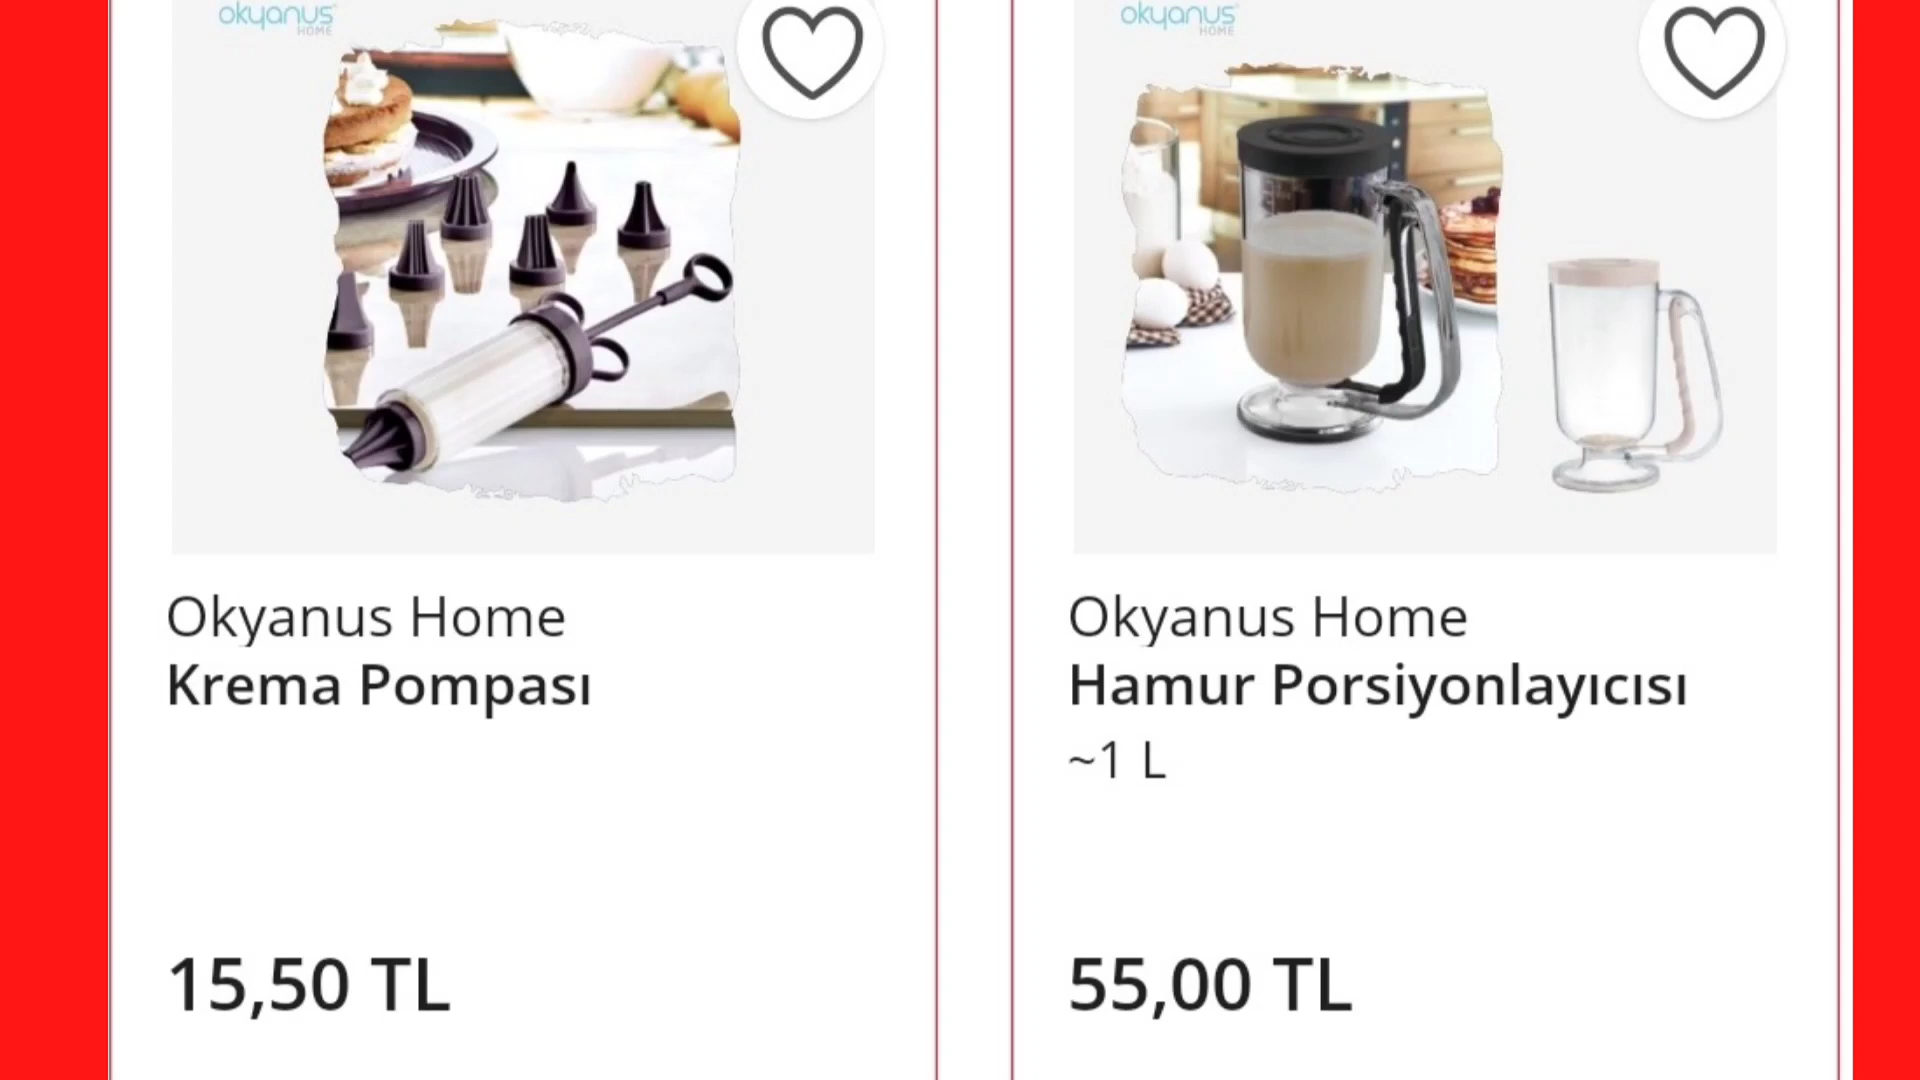 okyanus
HOME
Okyanus Home
Krema Pompası
15,50 TL
okyanus
HOME
Okyanus Home
Hamur Porsiyonlayıcısı
~1 L
55,00 TL